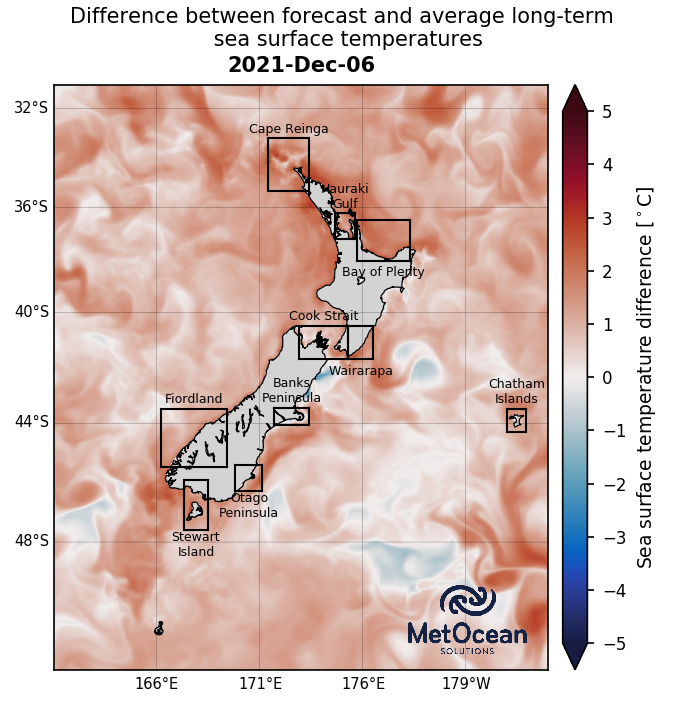 Difference between forecast and average long-term
sea surface temperatures
2021-Dec-06
32°S
36°S
40°S
44°S
48°S
166°E
171°E
176°E
179°W
Cape Reinga
Hauraki
Gulf
Bay of Plenty
Cook Strait
Wairarapa
Banks
Peninsula
Fiordland
Chatham
Islands
Otago
Peninsula
Stewart
Island
MetOcean
SOLUTIONS
5
4
3
2
1
0
−1
−2
−3
−4
−5
Sea surface temperature difference [°C]